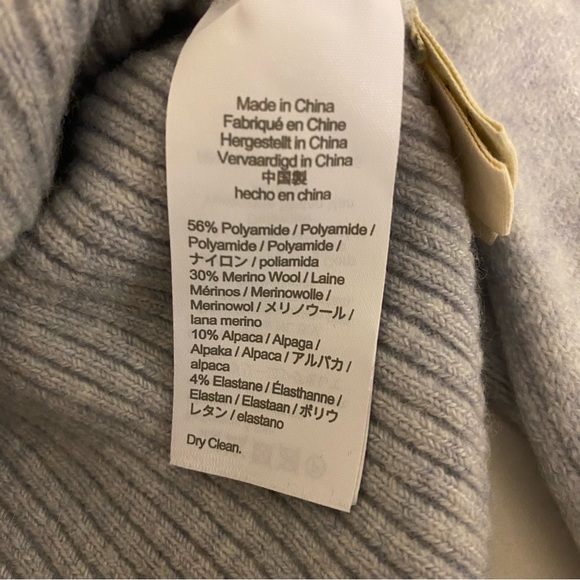 Made in China
Fabriqué en Chine
Hergestellt in China
Vervaardigd in China
中国製
hecho en china
56% Polyamide / Polyamide /
Polyamide / Polyamide /
ナイロン / poliamida
30% Merino Wool / Laine
Mérinos / Merinowolle /
Merinowol / メリノウール /
lana merino
10% Alpaca / Alpaga /
Alpaka / Alpaca / アルパカ /
alpaca
4% Elastane / Élasthanne /
Elastan / Elastaan / ポリウ
レタン / elastano
Dry Clean.